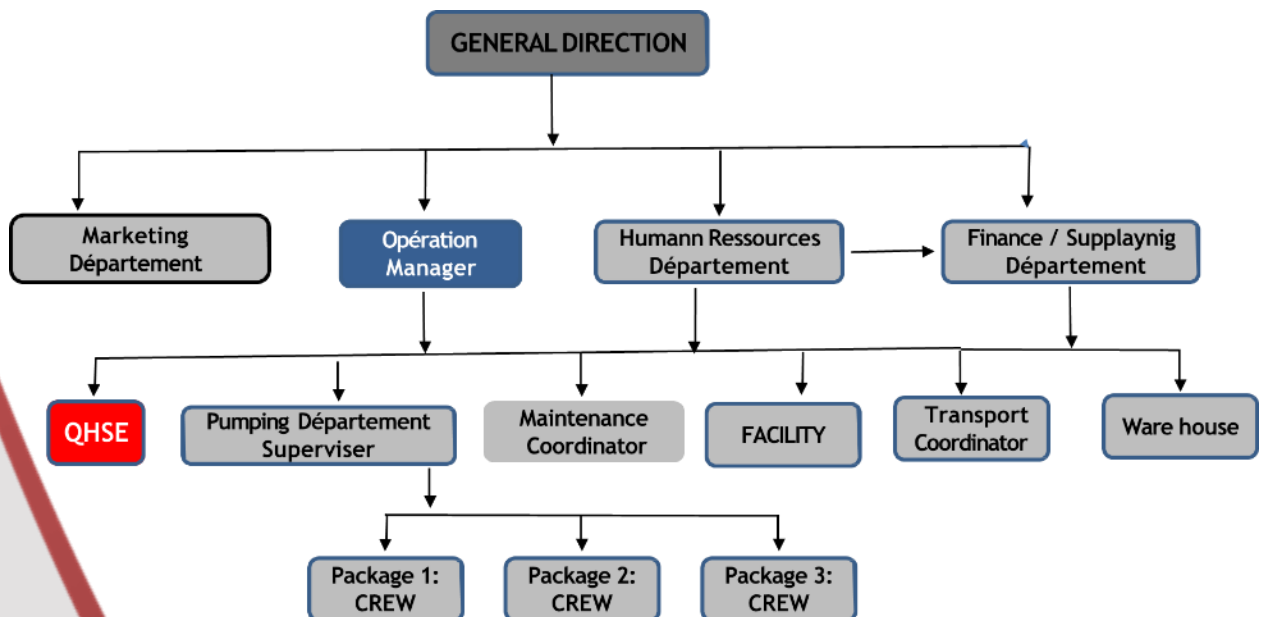 GENERAL DIRECTION
Marketing
Département
Opération
Manager
Humann Ressources
Département
Finance / Supplaynig
Département
QHSE
Pumping Département
Superviser
Maintenance
Coordinator
FACILITY
Transport
Coordinator
Ware house
Package 1:
CREW
Package 2:
CREW
Package 3:
CREW